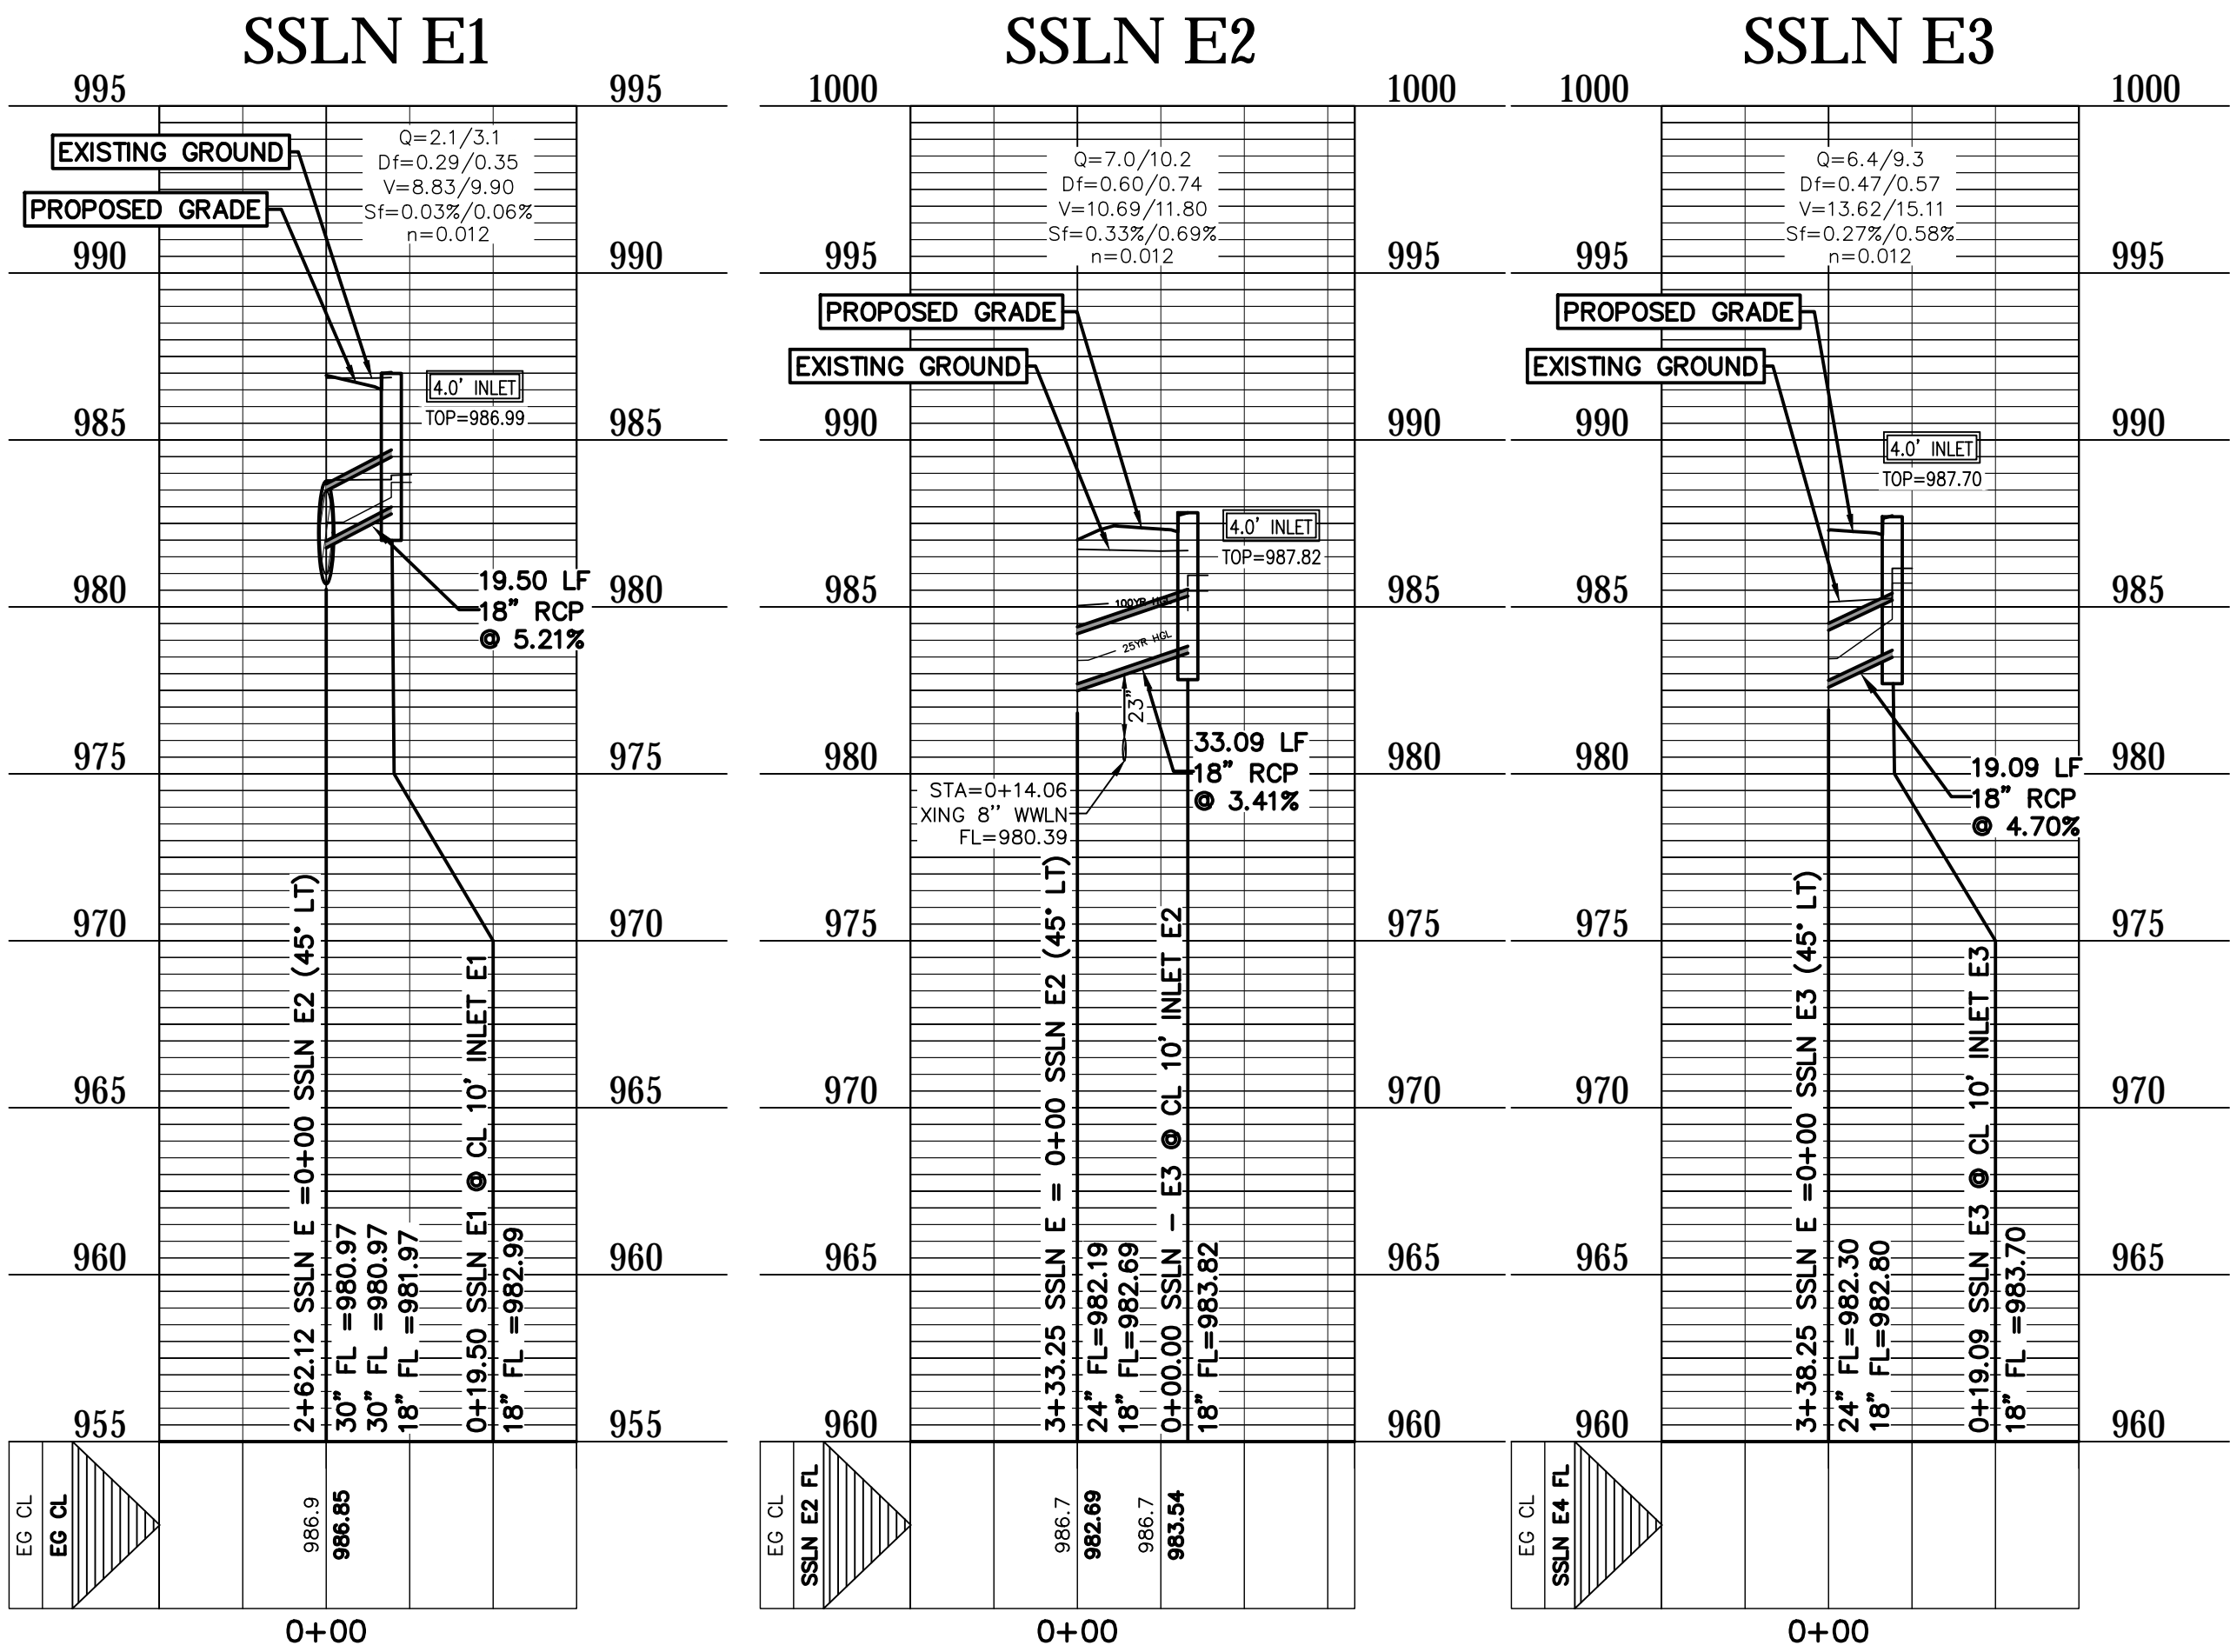 SSLN E1
995
995
EXISTING GROUND
PROPOSED GRADE
Q=2.1/3.1
Df=0.29/0.35
V=8.83/9.90
Sf=0.03%/0.06%
n=0.012
990
990
4.0' INLET
TOP=986.99
985
985
980
980
19.50 LF
18" RCP
@ 5.21%
975
975
970
970
965
965
960
960
955
955
2+62.12 SSLN E =0+00 SSLN E2 (45° LT)
30" FL =980.97
30" FL =980.97
18" FL =981.97
0+19.50 SSLN E1 @ CL 10' INLET E1
18" FL =982.99
EG CL
EG CL
986.9
986.85
0+00
SSLN E2
1000
1000
Q=7.0/10.2
Df=0.60/0.74
V=10.69/11.80
Sf=0.33%/0.69%
n=0.012
995
995
PROPOSED GRADE
EXISTING GROUND
990
990
4.0' INLET
TOP=987.82
985
985
100YR HGL
25YR HGL
23"
33.09 LF
18" RCP
@ 3.41%
980
980
STA=0+14.06
XING 8'' WWLN
FL=980.39
975
975
970
970
965
965
960
960
3+33.25 SSLN E = 0+00 SSLN E2 (45° LT)
24" FL=982.19
18" FL=982.69
0+00.00 SSLN - E3 @ CL 10' INLET E2
18" FL=983.82
EG CL
SSLN E2 FL
986.7
982.69
986.7
983.54
0+00
SSLN E3
1000
1000
Q=6.4/9.3
Df=0.47/0.57
V=13.62/15.11
Sf=0.27%/0.58%
n=0.012
995
995
PROPOSED GRADE
EXISTING GROUND
990
990
4.0' INLET
TOP=987.70
985
985
980
980
19.09 LF
18" RCP
@ 4.70%
975
975
970
970
965
965
960
960
3+38.25 SSLN E =0+00 SSLN E3 (45° LT)
24" FL=982.30
18" FL=982.80
0+19.09 SSLN E3 @ CL 10' INLET E3
18" FL =983.70
EG CL
SSLN E4 FL
0+00